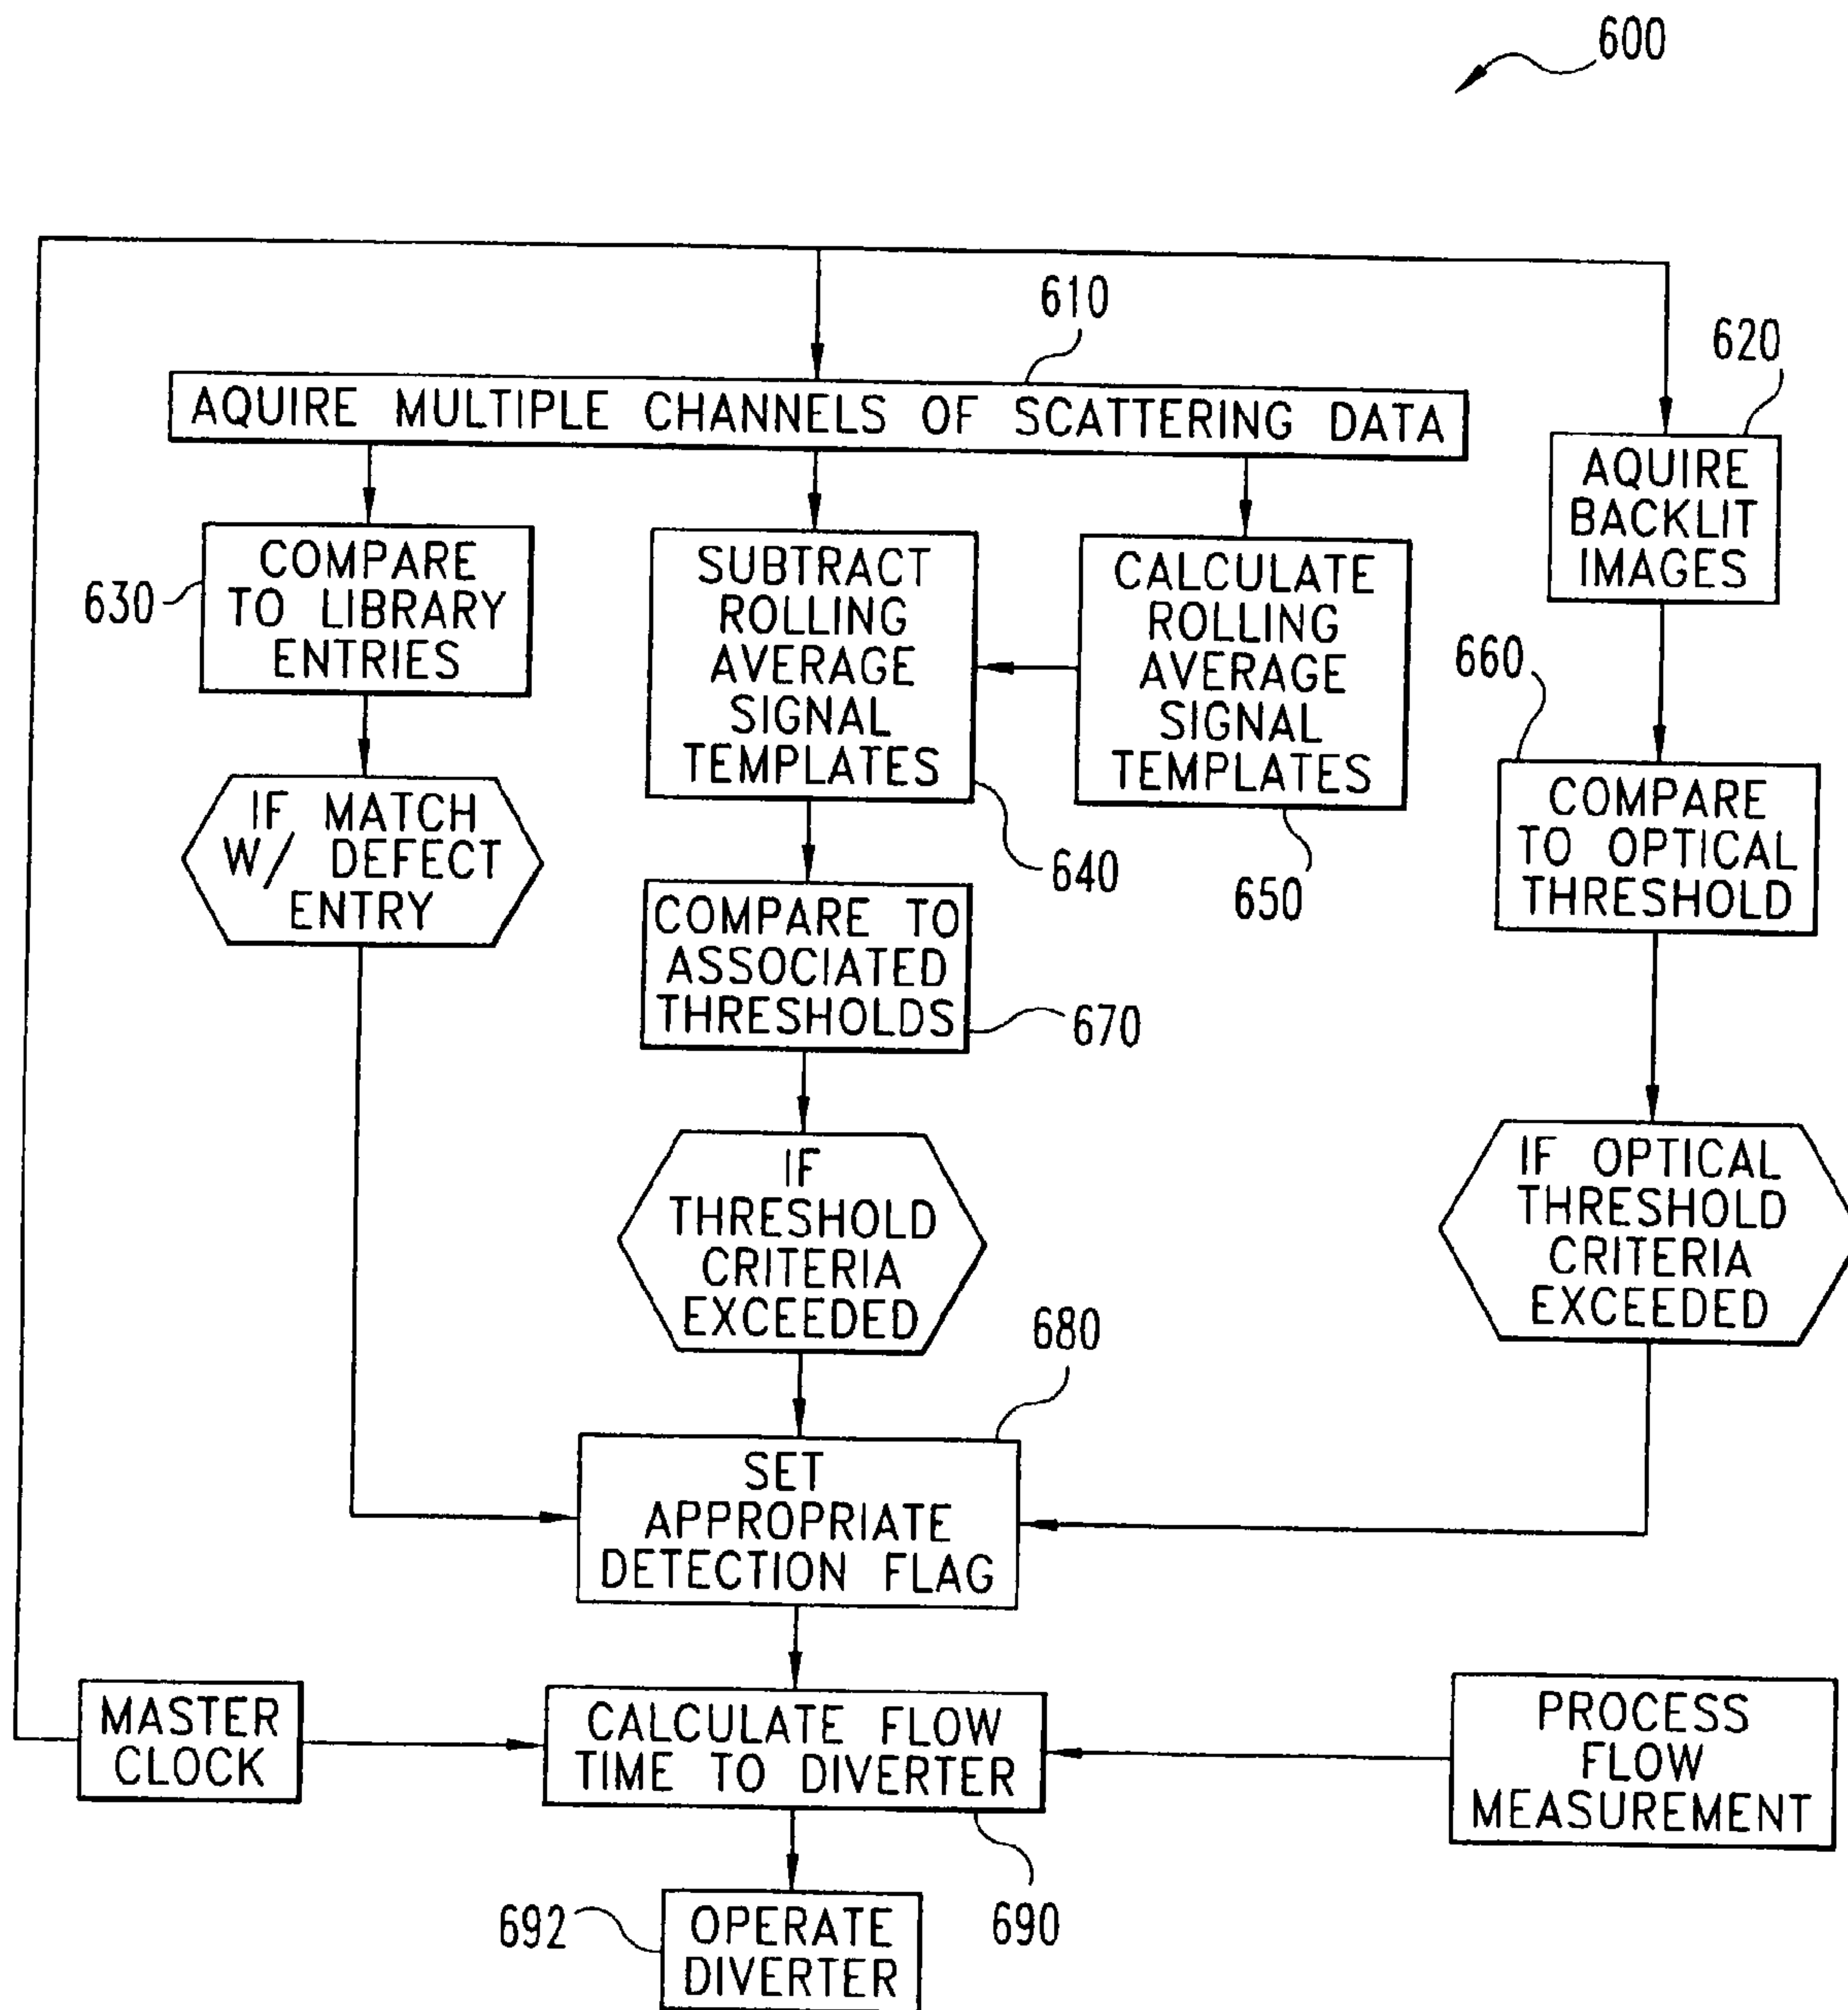 600
610
AQUIRE MULTIPLE CHANNELS OF SCATTERING DATA
620
AQUIRE
BACKLIT
IMAGES
630
COMPARE
TO LIBRARY
ENTRIES
SUBTRACT
ROLLING
AVERAGE
SIGNAL
TEMPLATES
640
CALCULATE
ROLLING
AVERAGE
SIGNAL
TEMPLATES
650
660
COMPARE
TO OPTICAL
THRESHOLD
IF MATCH
W/ DEFECT
ENTRY
COMPARE TO
ASSOCIATED
THRESHOLDS
670
IF
THRESHOLD
CRITERIA
EXCEEDED
IF OPTICAL
THRESHOLD
CRITERIA
EXCEEDED
680
SET
APPROPRIATE
DETECTION FLAG
MASTER
CLOCK
CALCULATE FLOW
TIME TO DIVERTER
690
PROCESS
FLOW
MEASUREMENT
692
OPERATE
DIVERTER